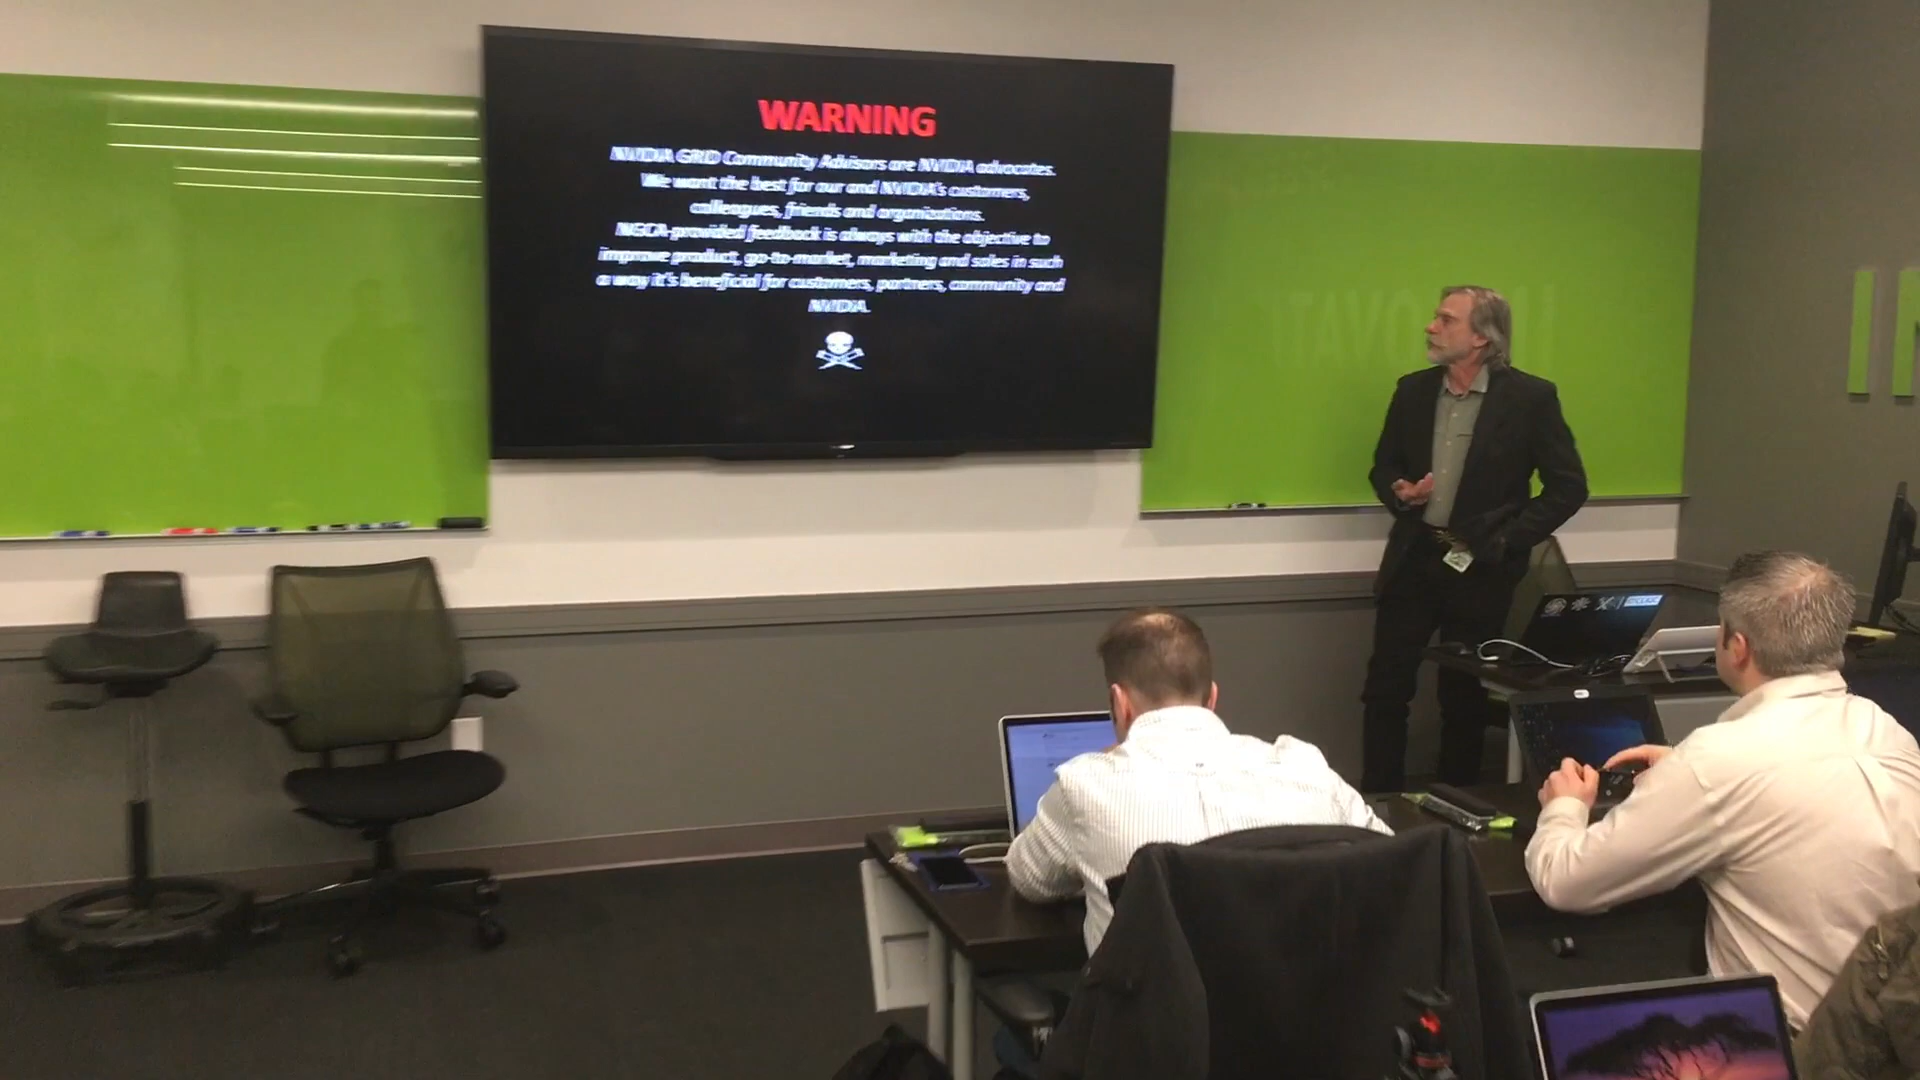 WARNING
NVIDIA GRID Community Advisors are NVIDIA advocates.
We want the best for our and NVIDIA's customers,
colleagues, friends and organisations.
NGCA-provided feedback is always with the objective to
improve product, go-to-market, marketing and sales in such
a way it's beneficial for customers, partners, community and
NVIDIA.